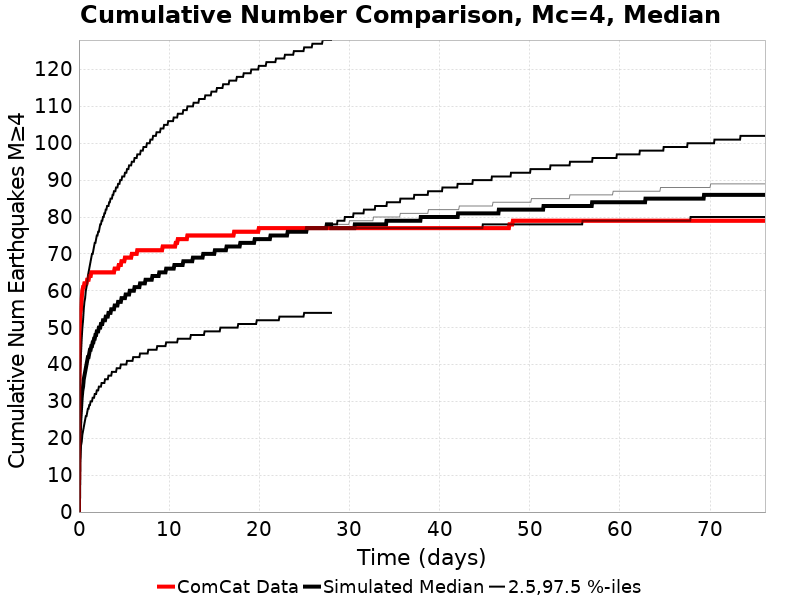 Cumulative Number Comparison, Mc=4, Median
Cumulative Num Earthquakes M≥4
120
110
100
90
80
70
60
50
40
30
20
10
0
0 10 20 30 40 50 60 70
Time (days)
ComCat Data Simulated Median 2.5,97.5 %-iles